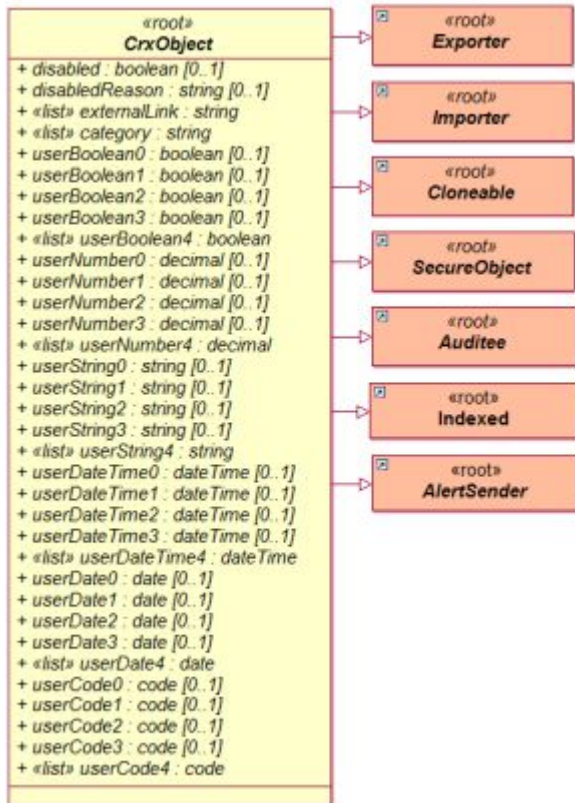 «root»
CrxObject
+ disabled : boolean [0..1]
+ disabledReason : string [0..1]
+ «list» externalLink : string
+ «list» category : string
+ userBoolean0 : boolean [0..1]
+ userBoolean1 : boolean [0..1]
+ userBoolean2 : boolean [0..1]
+ userBoolean3 : boolean [0..1]
+ «list» userBoolean4 : boolean
+ userNumber0 : decimal [0..1]
+ userNumber1 : decimal [0..1]
+ userNumber2 : decimal [0..1]
+ userNumber3 : decimal [0..1]
+ «list» userNumber4 : decimal
+ userString0 : string [0..1]
+ userString1 : string [0..1]
+ userString2 : string [0..1]
+ userString3 : string [0..1]
+ «list» userString4 : string
+ userDateTime0 : dateTime [0..1]
+ userDateTime1 : dateTime [0..1]
+ userDateTime2 : dateTime [0..1]
+ userDateTime3 : dateTime [0..1]
+ «list» userDateTime4 : dateTime
+ userDate0 : date [0..1]
+ userDate1 : date [0..1]
+ userDate2 : date [0..1]
+ userDate3 : date [0..1]
+ «list» userDate4 : date
+ userCode0 : code [0..1]
+ userCode1 : code [0..1]
+ userCode2 : code [0..1]
+ userCode3 : code [0..1]
+ «list» userCode4 : code
«root»
Exporter
«root»
Importer
«root»
Cloneable
«root»
SecureObject
«root»
Auditee
«root»
Indexed
«root»
AlertSender